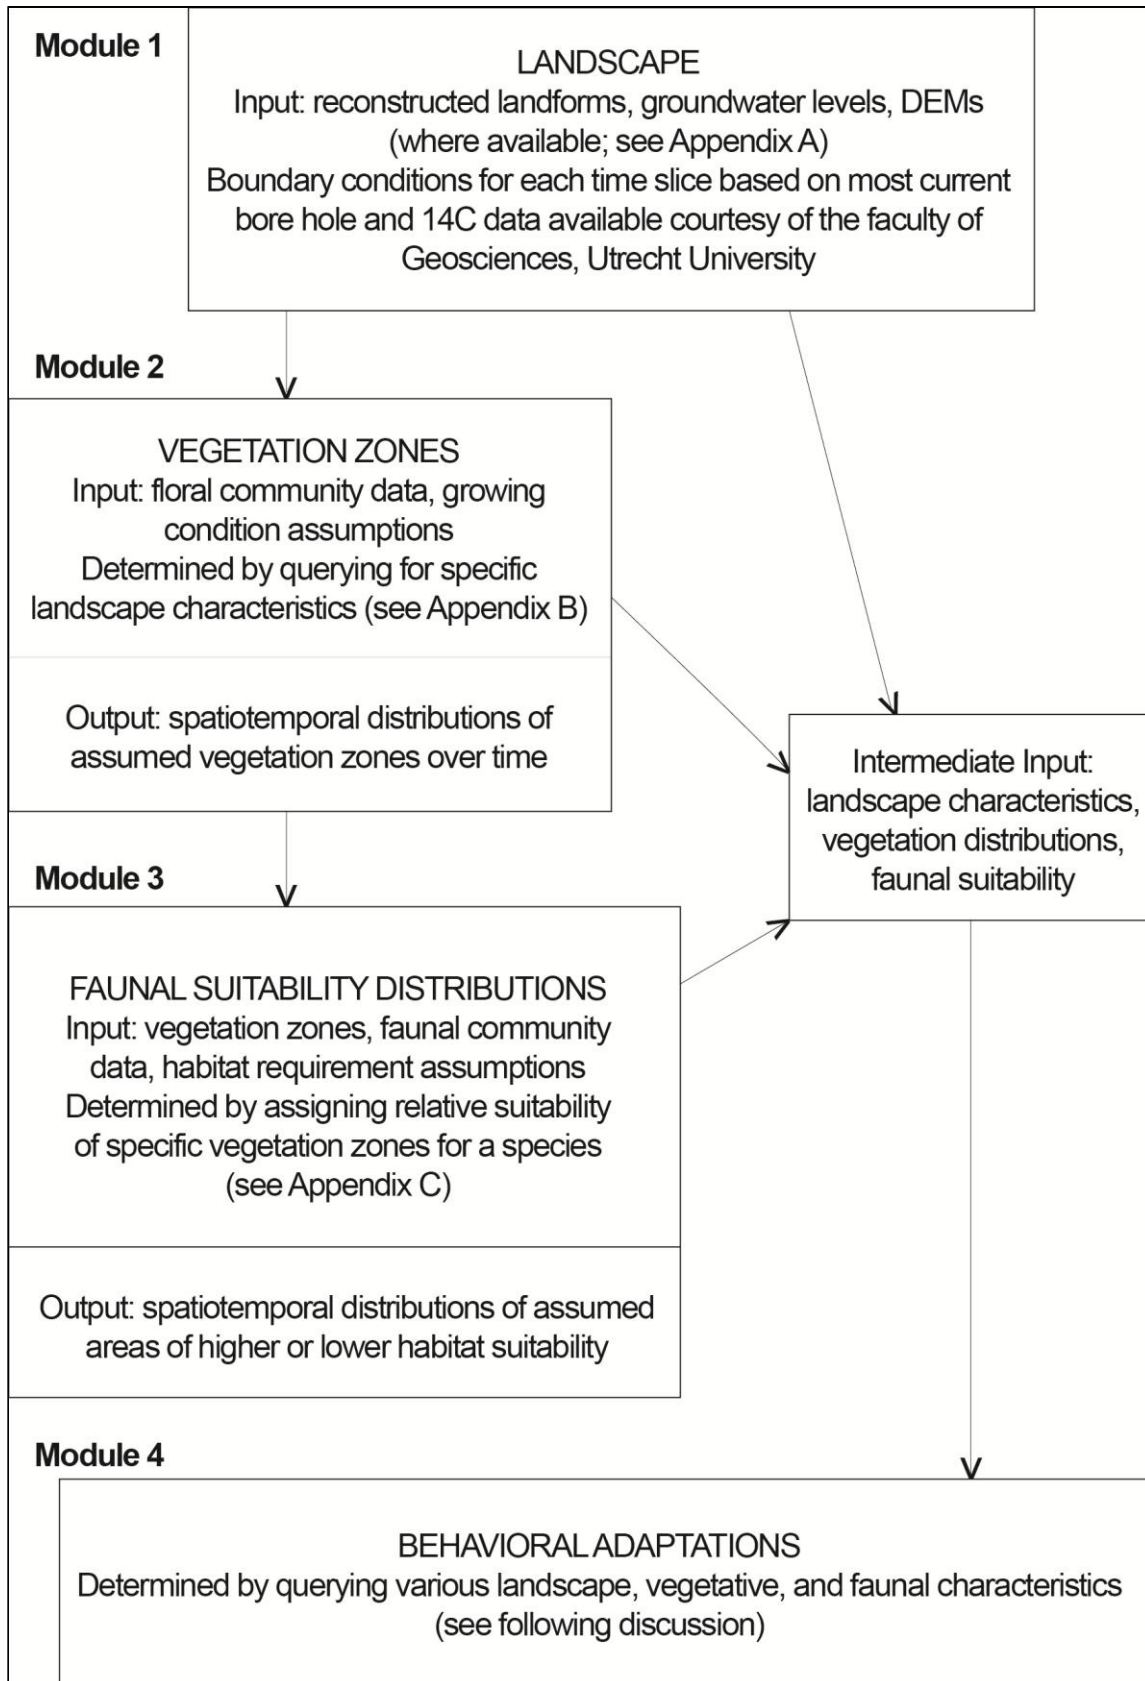 Module 1
LANDSCAPE
Input: reconstructed landforms, groundwater levels, DEMs
(where available; see Appendix A)
Boundary conditions for each time slice based on most current
bore hole and 14C data available courtesy of the faculty of
Geosciences, Utrecht University
Module 2
VEGETATION ZONES
Input: floral community data, growing
condition assumptions
Determined by querying for specific
landscape characteristics (see Appendix B)
Output: spatiotemporal distributions of
assumed vegetation zones over time
Intermediate Input:
landscape characteristics,
vegetation distributions,
faunal suitability
Module 3
FAUNAL SUITABILITY DISTRIBUTIONS
Input: vegetation zones, faunal community
data, habitat requirement assumptions
Determined by assigning relative suitability
of specific vegetation zones for a species
(see Appendix C)
Output: spatiotemporal distributions of assumed
areas of higher or lower habitat suitability
Module 4
BEHAVIORAL ADAPTATIONS
Determined by querying various landscape, vegetative, and faunal characteristics
(see following discussion)